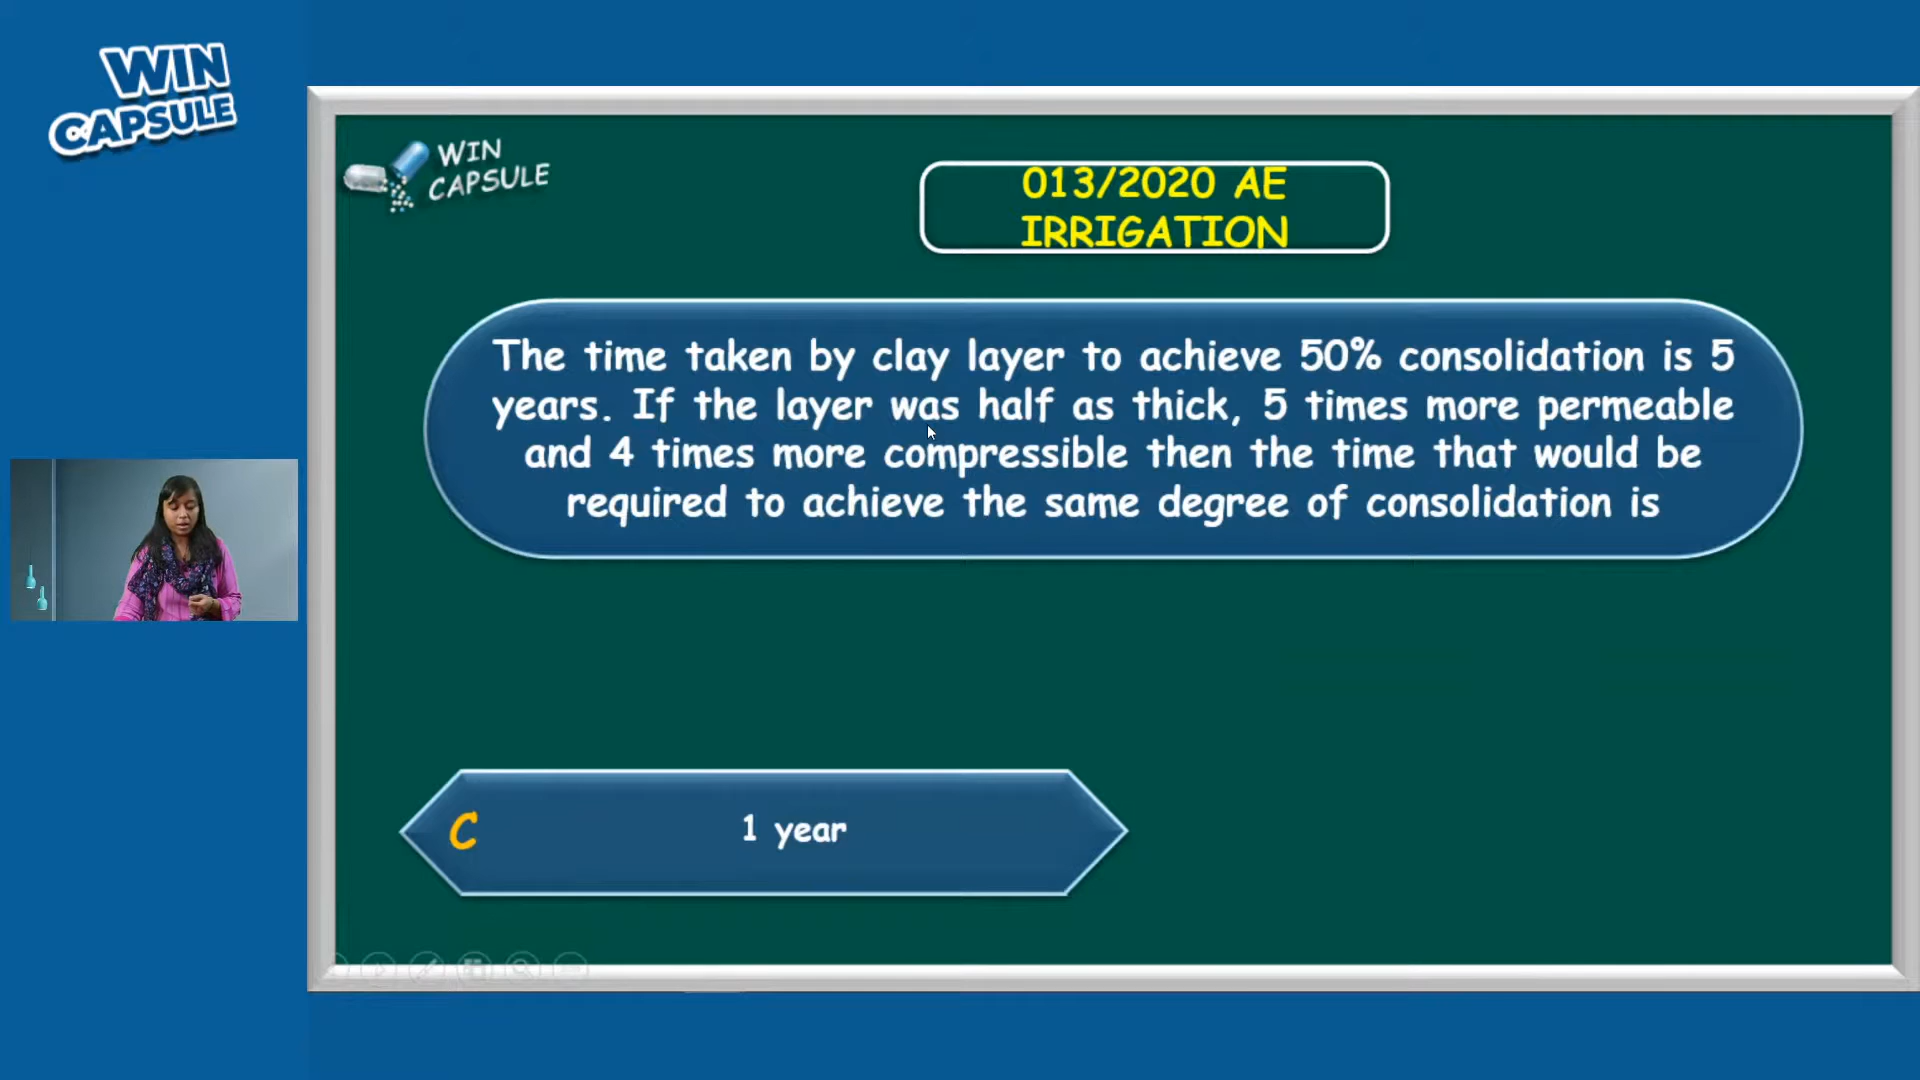 WIN
CAPSULE
WIN
CAPSULE
013/2020 AE
IRRIGATION
The time taken by clay layer to achieve 50% consolidation is 5
years. If the layer was half as thick, 5 times more permeable
and 4 times more compressible then the time that would be
required to achieve the same degree of consolidation is
C 1 year